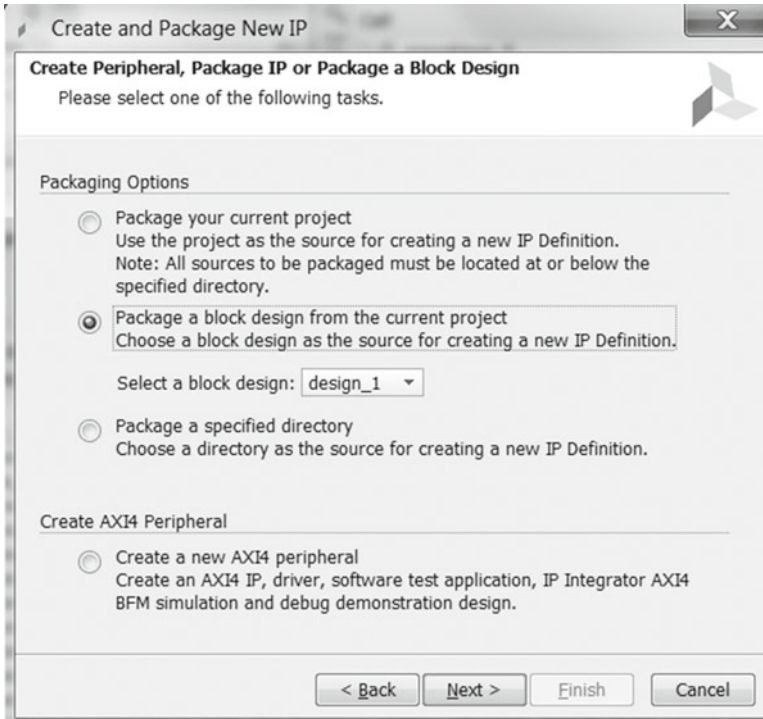 Create and Package New IP
X
Create Peripheral, Package IP or Package a Block Design
Please select one of the following tasks.
Packaging Options
Package your current project
Use the project as the source for creating a new IP Definition.
Note: All sources to be packaged must be located at or below the
specified directory.
Package a block design from the current project
Choose a block design as the source for creating a new IP Definition.
Select a block design: design_1
Package a specified directory
Choose a directory as the source for creating a new IP Definition.
Create AXI4 Peripheral
Create a new AXI4 peripheral
Create an AXI4 IP, driver, software test application, IP Integrator AXI4
BFM simulation and debug demonstration design.
< Back Next > Finish Cancel